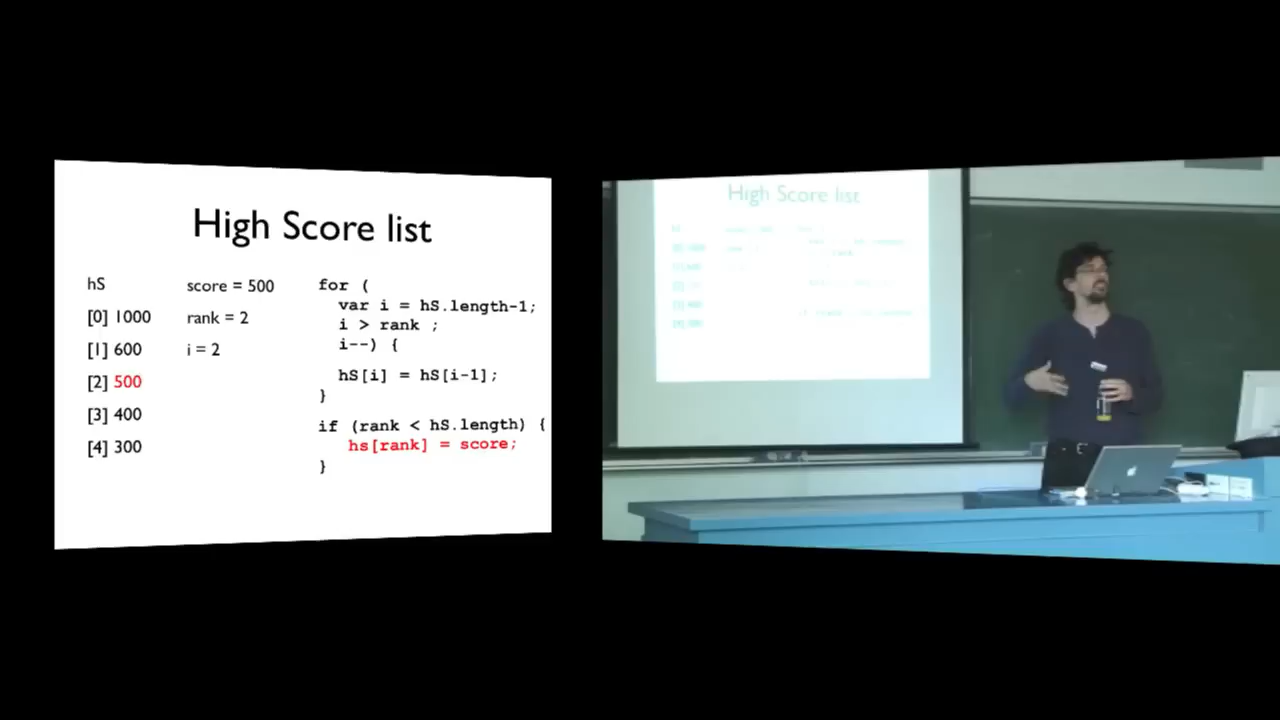 High Score list
hS
[0] 1000
[1] 600
[2] 500
[3] 400
[4] 300
score = 500
rank = 2
i = 2
for (
var i = hS.length-1;
i > rank ;
i--) {
hS[i] = hS[i-1];
}
if (rank < hS.length) {
hs[rank] = score;
}
High Score list